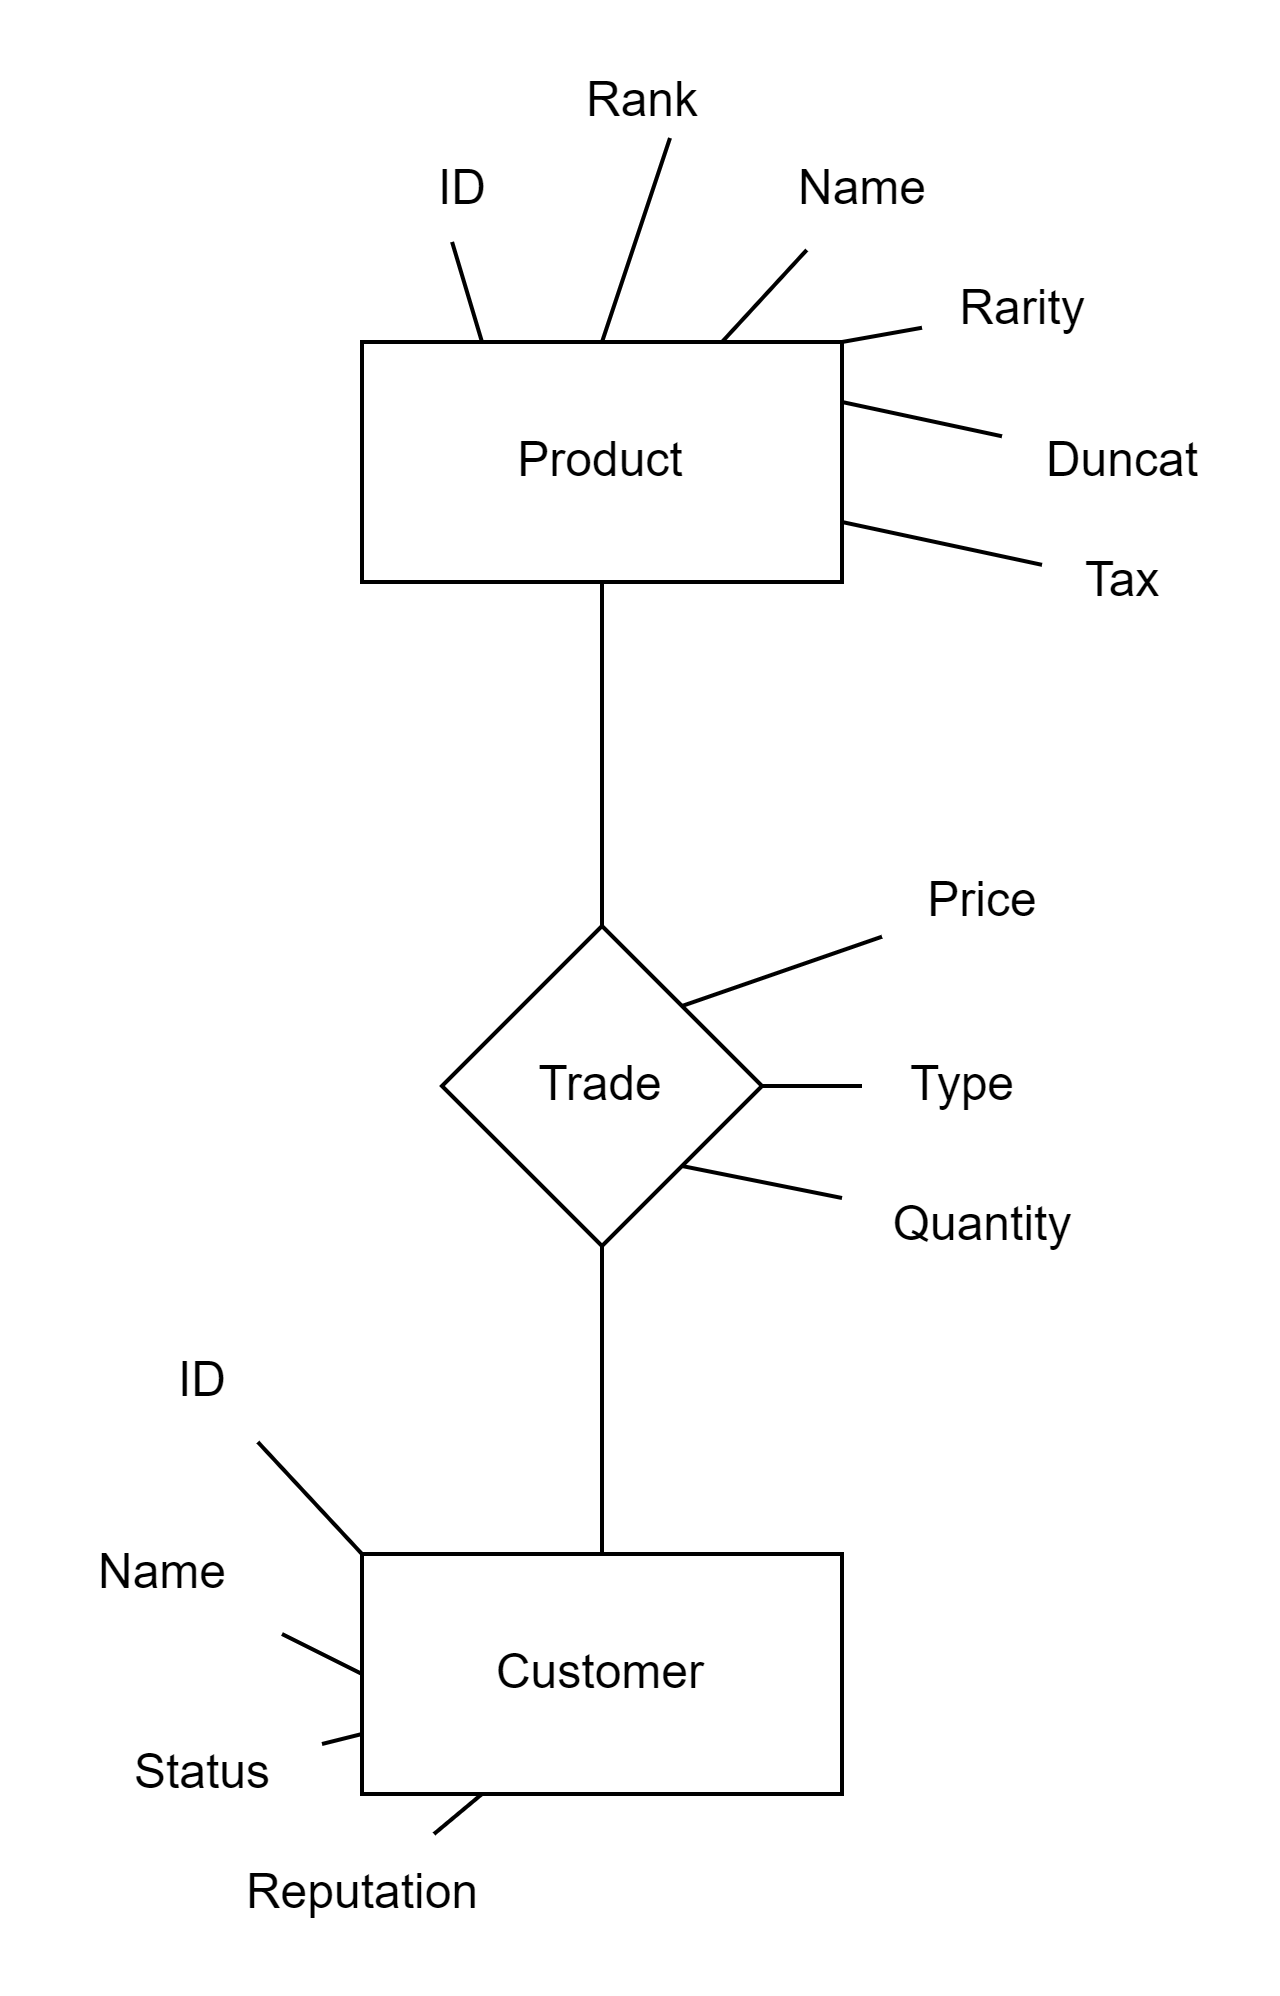 Rank
ID
Name
Rarity
Product
Duncat
Tax
Price
Trade
Type
Quantity
ID
Name
Customer
Status
Reputation